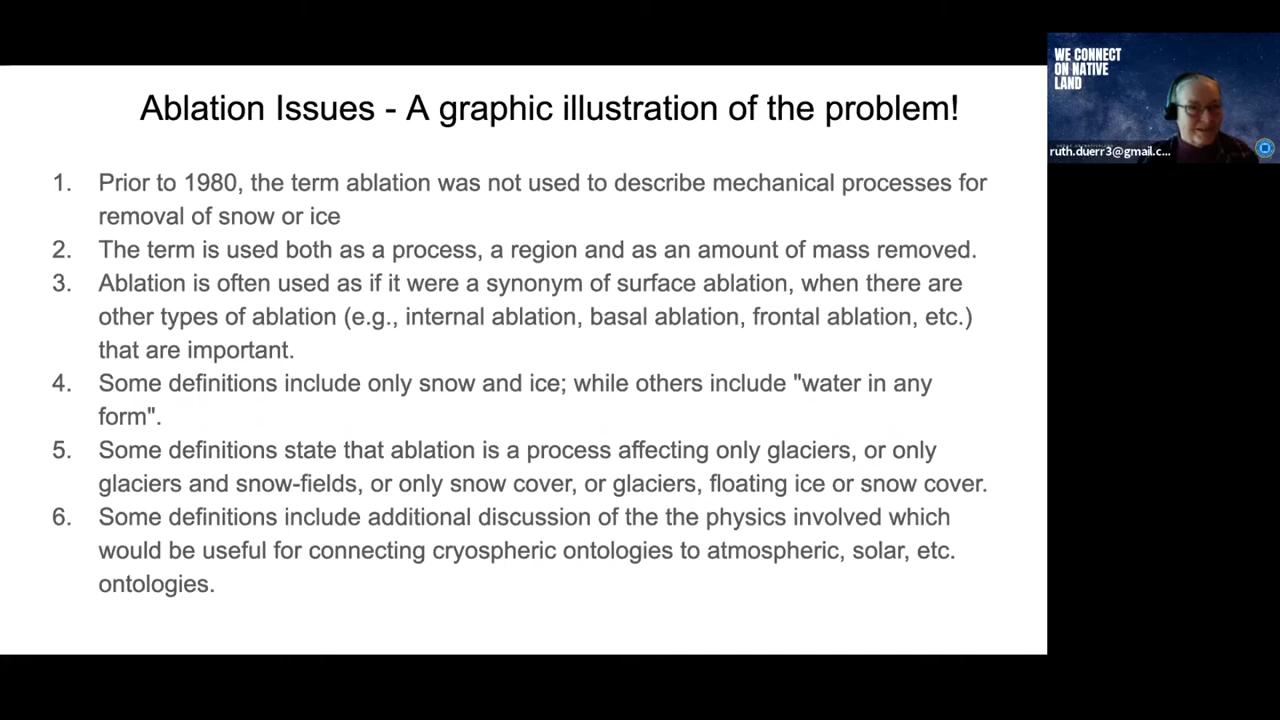 Ablation Issues - A graphic illustration of the problem!
1. Prior to 1980, the term ablation was not used to describe mechanical processes for
removal of snow or ice
2. The term is used both as a process, a region and as an amount of mass removed.
3. Ablation is often used as if it were a synonym of surface ablation, when there are
other types of ablation (e.g., internal ablation, basal ablation, frontal ablation, etc.)
that are important.
4. Some definitions include only snow and ice; while others include "water in any
form".
5. Some definitions state that ablation is a process affecting only glaciers, or only
glaciers and snow-fields, or only snow cover, or glaciers, floating ice or snow cover.
6. Some definitions include additional discussion of the the physics involved which
would be useful for connecting cryospheric ontologies to atmospheric, solar, etc.
ontologies.
WE CONNECT
ON NATIVE
LAND
ruth.duerr3@gmail.c...